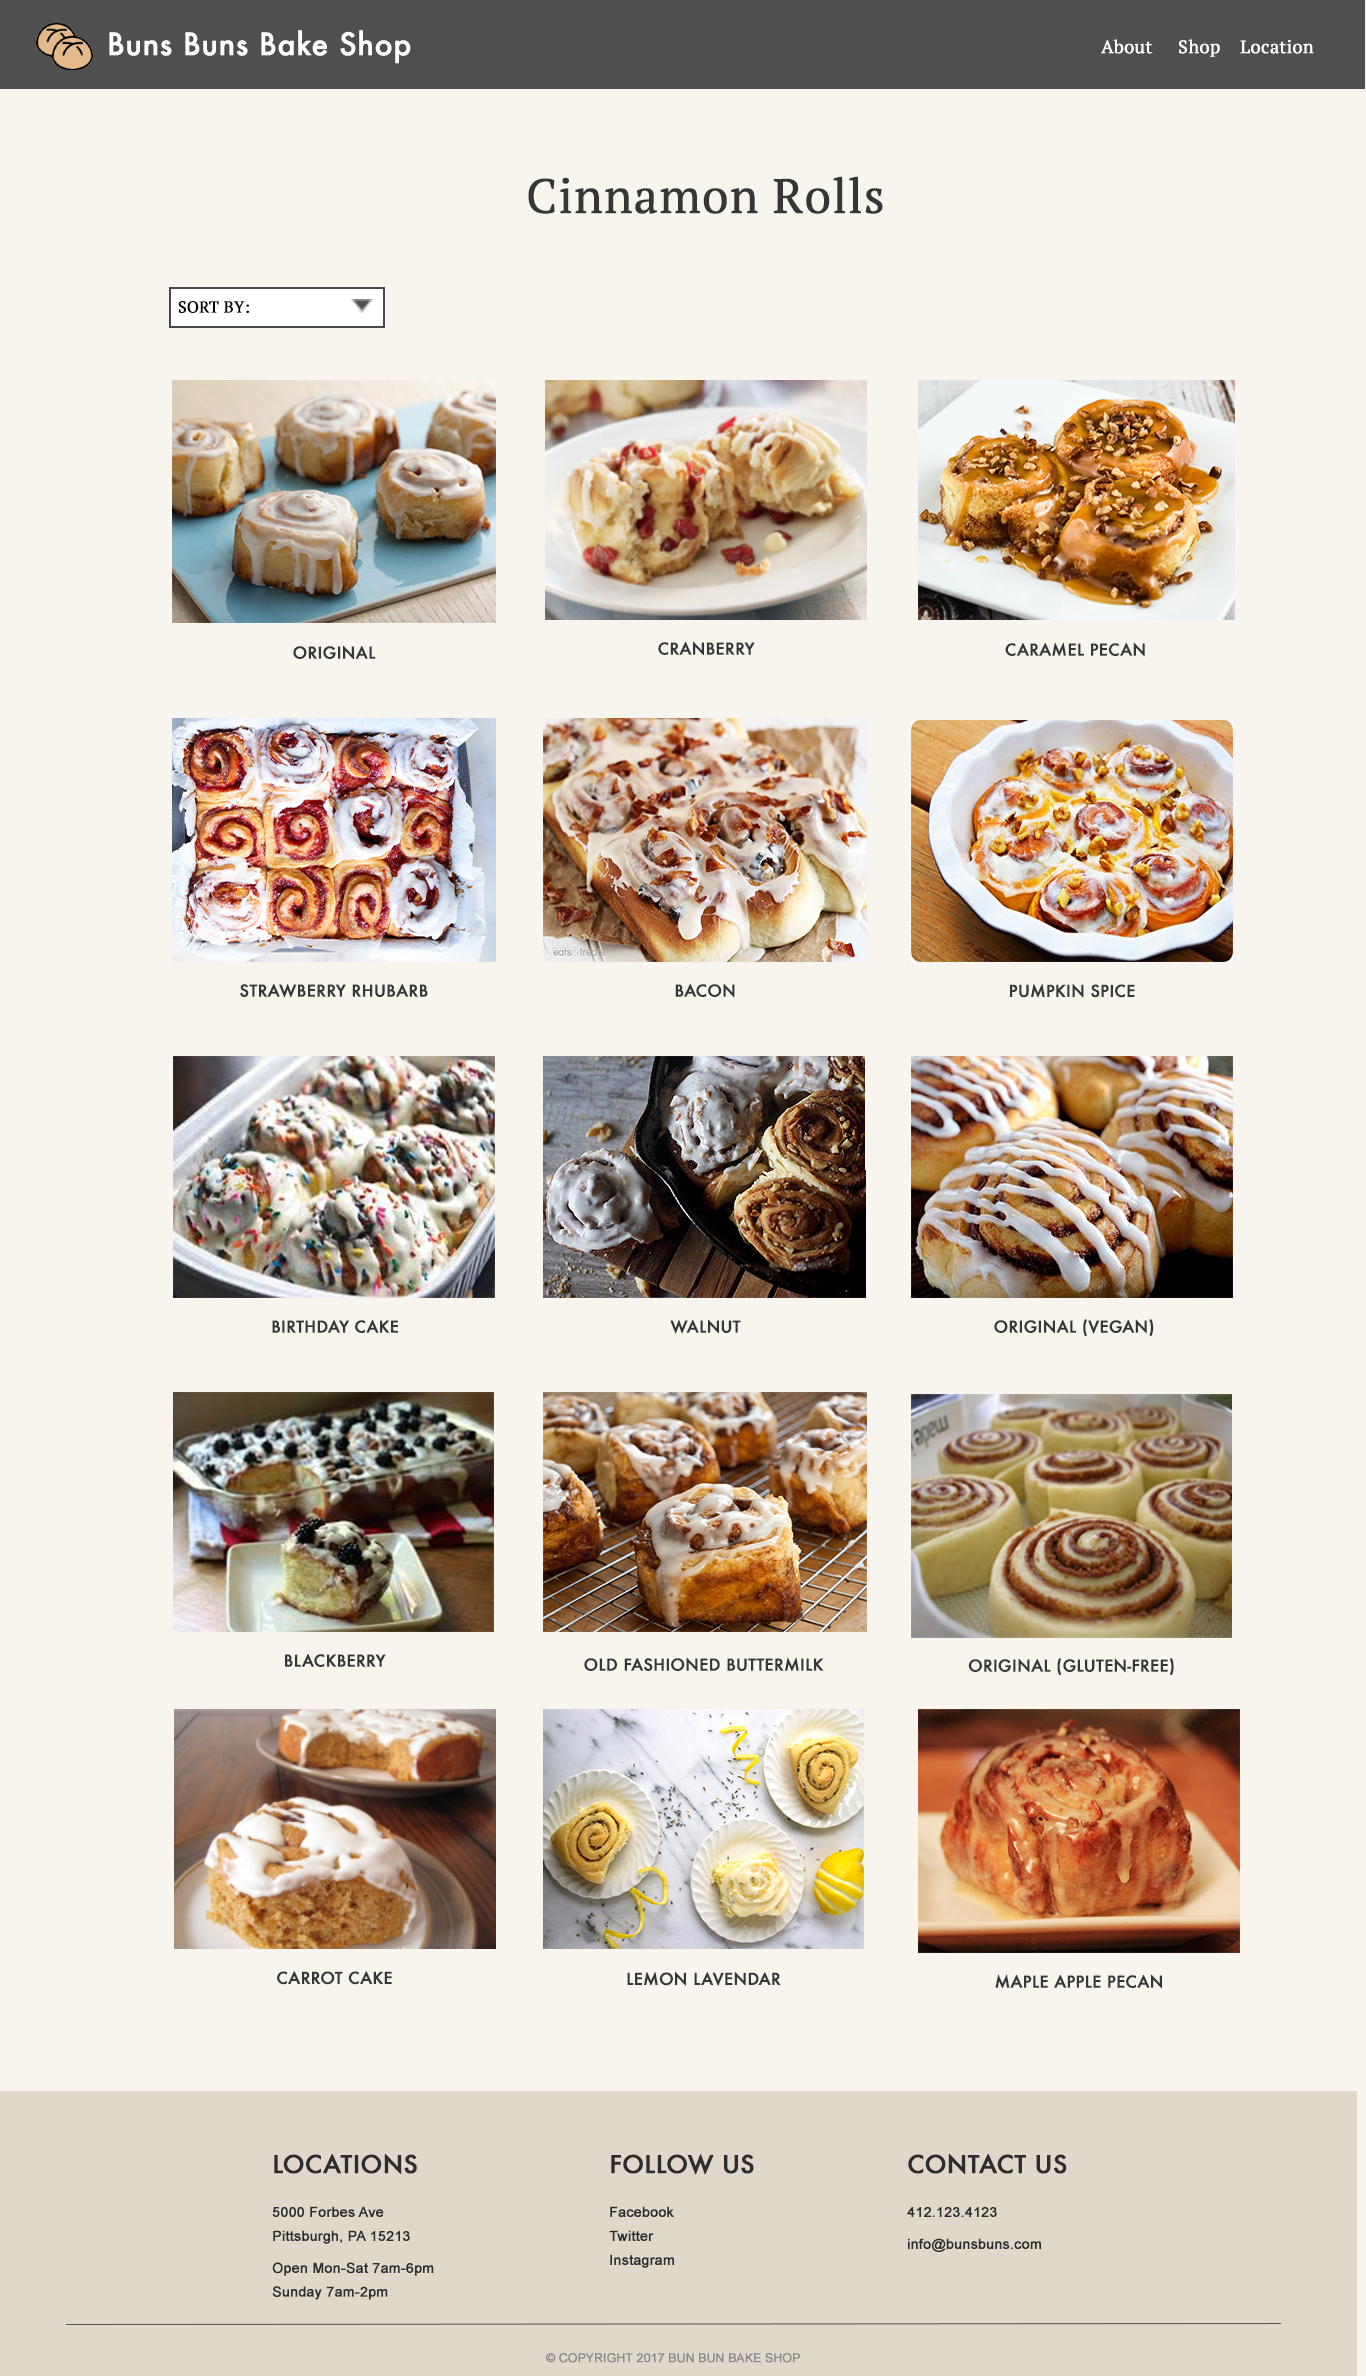 Buns Buns Bake Shop
About Shop Location
Cinnamon Rolls
SORT BY:
ORIGINAL
CRANBERRY
CARAMEL PECAN
eats treats
STRAWBERRY RHUBARB
BACON
PUMPKIN SPICE
BIRTHDAY CAKE
WALNUT
ORIGINAL (VEGAN)
made
BLACKBERRY
OLD FASHIONED BUTTERMILK
ORIGINAL (GLUTEN-FREE)
CARROT CAKE
LEMON LAVENDAR
MAPLE APPLE PECAN
LOCATIONS
5000 Forbes Ave
Pittsburgh, PA 15213
Open Mon-Sat 7am-6pm
Sunday 7am-2pm
FOLLOW US
Facebook
Twitter
Instagram
CONTACT US
412.123.4123
info@bunsbuns.com
© COPYRIGHT 2017 BUN BUN BAKE SHOP